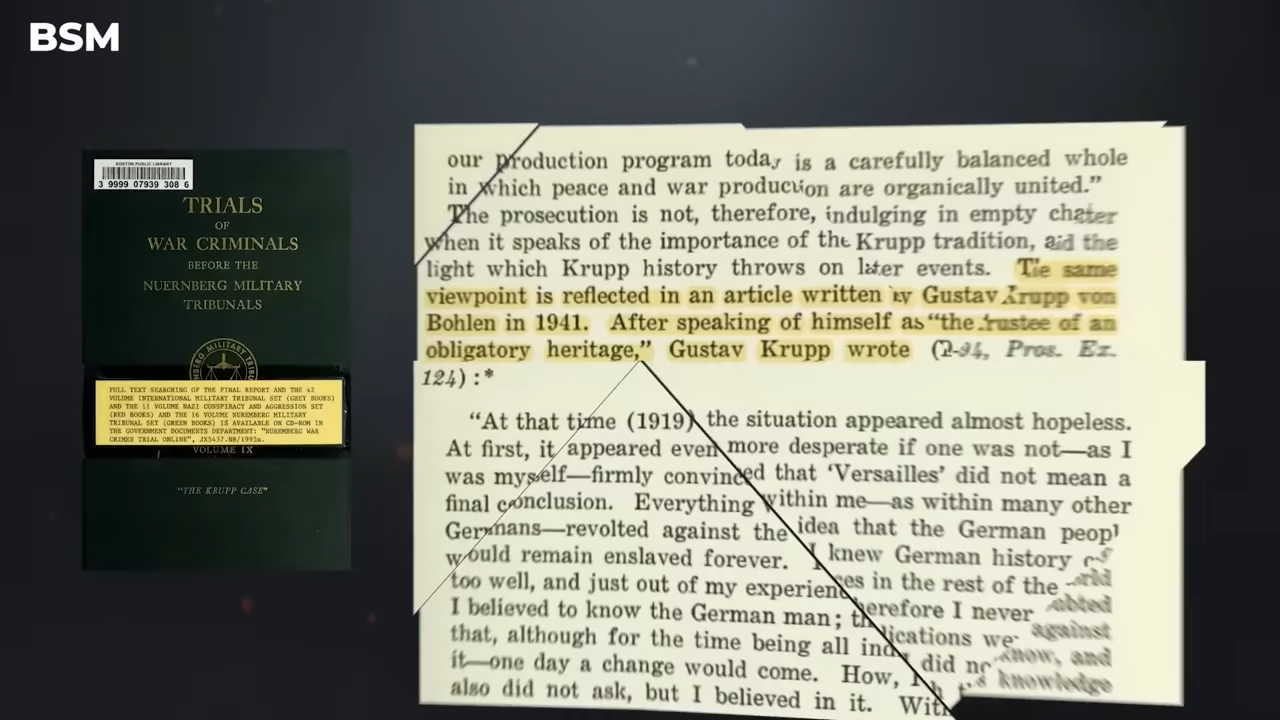 BSM
BOSTON PUBLIC LIBRARY
3 9999 07939 308 6
TRIALS
OF
WAR CRIMINALS
BEFORE THE
NUERNBERG MILITARY
TRIBUNALS
FULL TEXT SEARCHING OF THE FINAL REPORT AND THE 42
VOLUME INTERNATIONAL MILITARY TRIBUNAL SET (GREY BOOKS)
AND THE 11 VOLUME NAZI CONSPIRACY AND AGGRESSION SET
(RED BOOKS) AND THE 16 VOLUME NUREMBERG MILITARY
TRIBUNAL SET (GREEN BOOKS) IS AVAILABLE ON CD-ROM IN
THE GOVERNMENT DOCUMENTS DEPARTMENT: "NUREMBERG WAR
CRIMES TRIAL ONLINE", JX5437.N8/1995x.
VOLUME IX
"THE KRUPP CASE"
our production program today is a carefully balanced whole
in which peace and war production are organically united.”
The prosecution is not, therefore, indulging in empty chatter
when it speaks of the importance of the Krupp tradition, and the
light which Krupp history throws on later events. The same
viewpoint is reflected in an article written by Gustav Krupp von
Bohlen in 1941. After speaking of himself as “the trustee of an
obligatory heritage,” Gustav Krupp wrote (D-94, Pros. Ex.
124) :*
“At that time (1919) the situation appeared almost hopeless.
At first, it appeared even more desperate if one was not—as I
was myself—firmly convinced that ‘Versailles’ did not mean a
final conclusion. Everything within me—as within many other
Germans—revolted against the idea that the German peopl
would remain enslaved forever. I knew German history
too well, and just out of my experiences in the rest of the world
I believed to know the German man; therefore I never
that, although for the time being all indications we against
it—one day a change would come. How, I did not know, and
also did not ask, but I believed in it. With knowledge